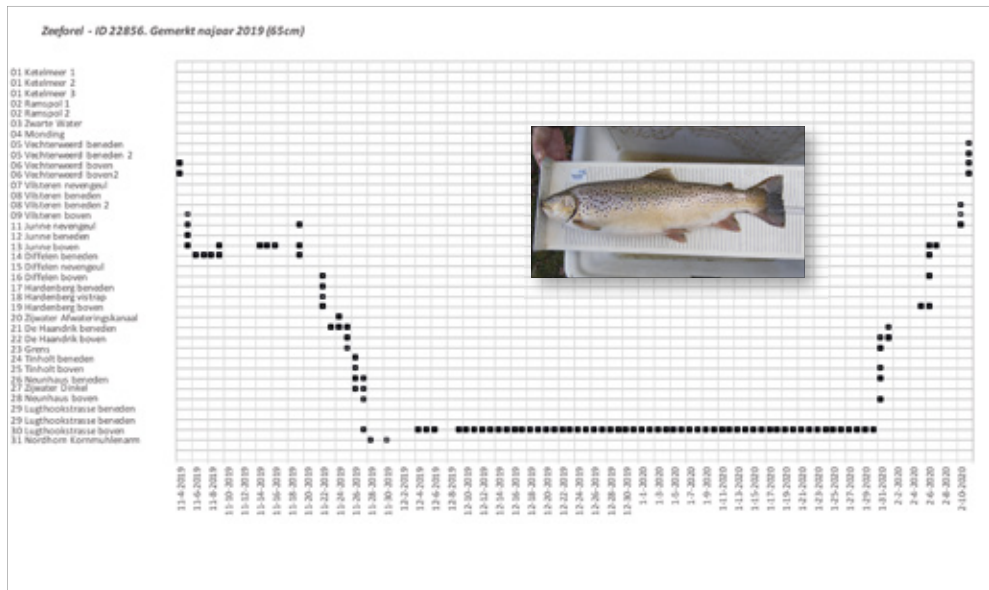 Zeeforel - ID 22856. Gemerkt najaar 2019 (65cm)
01 Ketelmeer 1
01 Ketelmeer 2
01 Ketelmeer 3
02 Ramspol 1
02 Ramspol 2
03 Zwarte Water
04 Monding
05 Vechterweerd beneden
05 Vechterweerd beneden 2
06 Vechterweerd boven
06 Vechterweerd boven2
07 Vilsteren nevengeul
08 Vilsteren beneden
08 Vilsteren beneden 2
09 Vilsteren boven
11 Junne nevengeul
12 Junne beneden
13 Junne boven
14 Diffelen beneden
15 Diffelen nevengeul
16 Diffelen boven
17 Hardenberg beneden
18 Hardenberg vistrap
19 Hardenberg boven
20 Zijwater Afwateringskanaal
21 De Haandrik beneden
22 De Haandrik boven
23 Grens
24 Tinholt beneden
25 Tinholt boven
26 Neunhaus beneden
27 Zijwater Dinkel
28 Neunhaus boven
29 Lugthookstrasse beneden
29 Lugthookstrasse beneden
30 Lugthookstrasse boven
31 Nordhorn Kornmuhlenarm
11-4-2019
11-6-2019
11-8-2019
11-10-2019
11-12-2019
11-14-2019
11-16-2019
11-18-2019
11-20-2019
11-22-2019
11-24-2019
11-26-2019
11-28-2019
11-30-2019
12-2-2019
12-4-2019
12-6-2019
12-8-2019
12-10-2019
12-12-2019
12-14-2019
12-16-2019
12-18-2019
12-20-2019
12-22-2019
12-24-2019
12-26-2019
12-28-2019
12-30-2019
1-1-2020
1-3-2020
1-5-2020
1-7-2020
1-9-2020
1-11-2020
1-13-2020
1-15-2020
1-17-2020
1-19-2020
1-21-2020
1-23-2020
1-25-2020
1-27-2020
1-29-2020
1-31-2020
2-2-2020
2-4-2020
2-6-2020
2-8-2020
2-10-2020